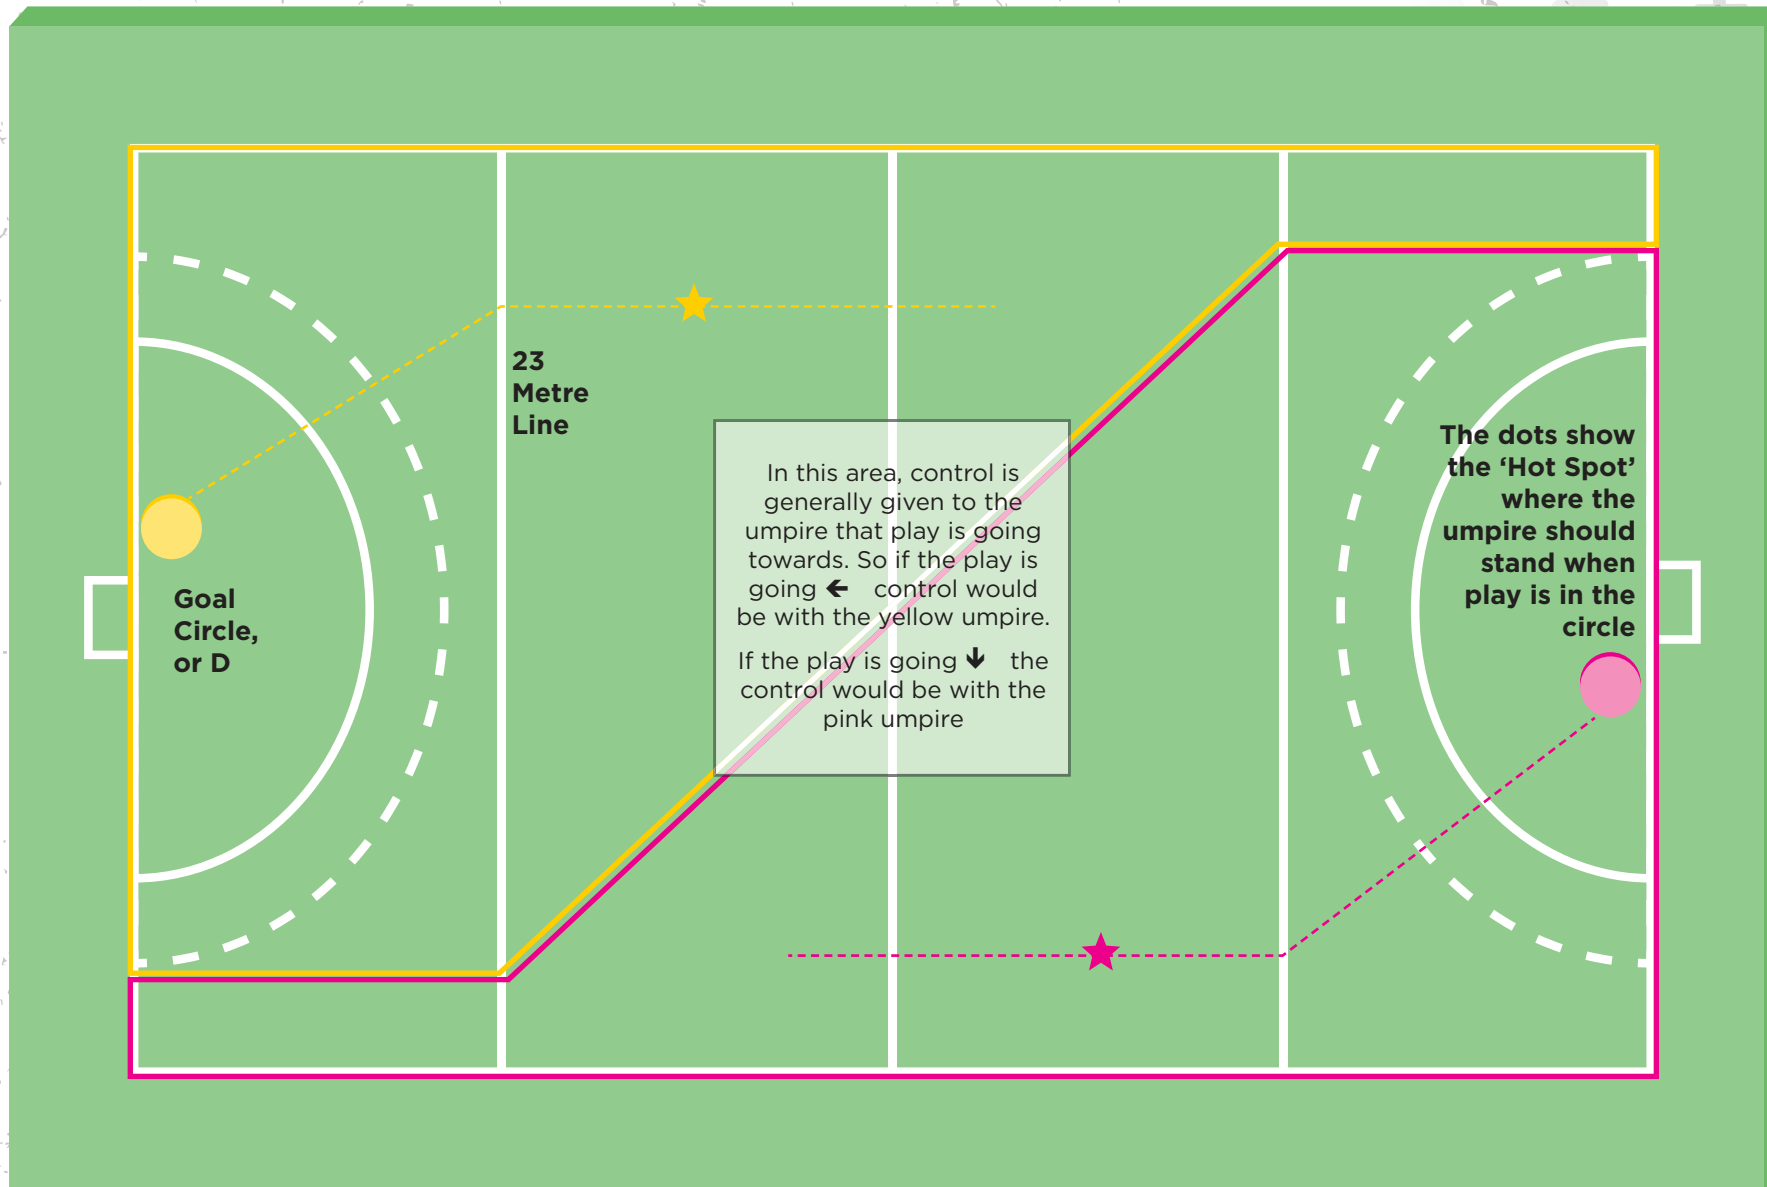 23
Metre
Line
Goal
Circle,
or D
In this area, control is
generally given to the
umpire that play is going
towards. So if the play is
going ← control would
be with the yellow umpire.
If the play is going ↓ the
control would be with the
pink umpire
The dots show
the ‘Hot Spot’
where the
umpire should
stand when
play is in the
circle